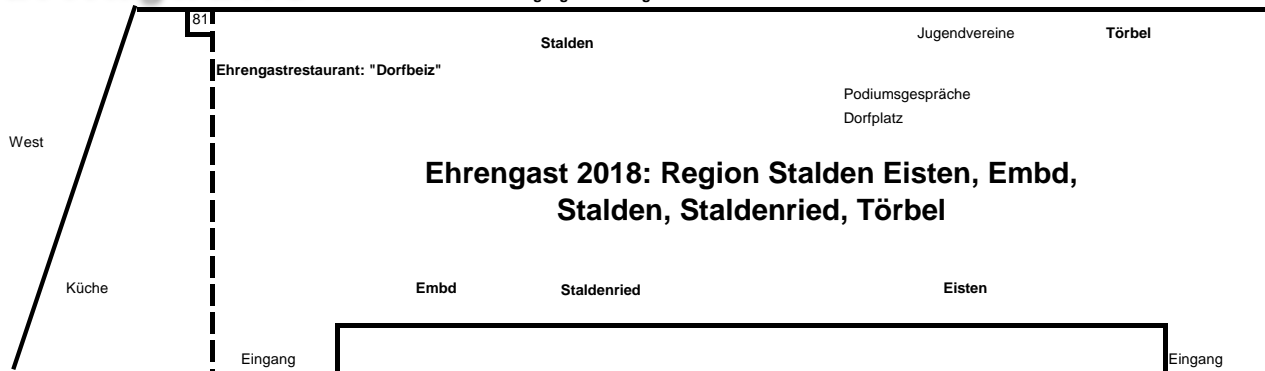 81
Stalden
Jugendvereine
Törbel
Ehrengastrestaurant: "Dorfbeiz"
Podiumsgespräche
Dorfplatz
West
Ehrengast 2018: Region Stalden Eisten, Embd,
Stalden, Staldenried, Törbel
Küche
Embd
Staldenried
Eisten
Eingang
Eingang